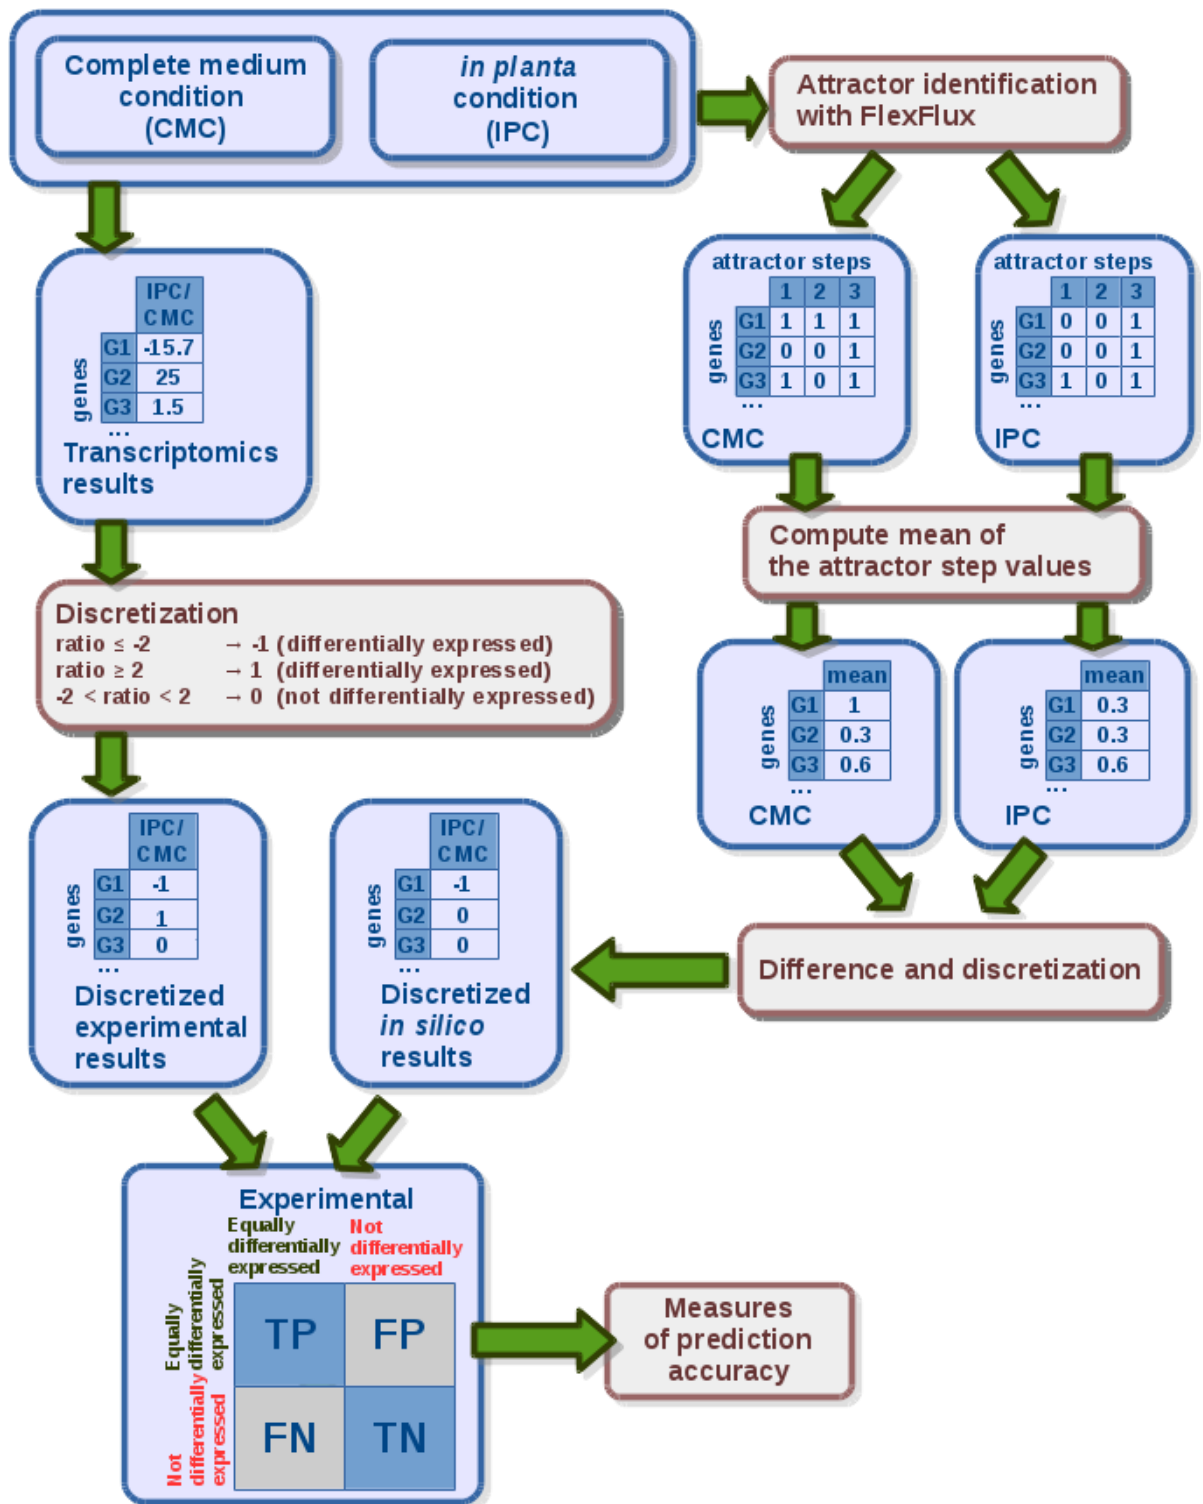 Complete medium
condition
(CMC)
in planta
condition
(IPC)
Attractor identification
with FlexFlux
IPC/
CMC
genes
G1 -15.7
G2 25
G3 1.5
...
Transcriptomics
results
attractor steps
1 2 3
genes
G1 1 1 1
G2 0 0 1
G3 1 0 1
...
CMC
attractor steps
1 2 3
genes
G1 0 0 1
G2 0 0 1
G3 1 0 1
...
IPC
Compute mean of
the attractor step values
Discretization
ratio ≤ -2 → -1 (differentially expressed)
ratio ≥ 2 → 1 (differentially expressed)
-2 < ratio < 2 → 0 (not differentially expressed)
mean
genes
G1 1
G2 0.3
G3 0.6
...
CMC
mean
genes
G1 0.3
G2 0.3
G3 0.6
...
IPC
Difference and discretization
IPC/
CMC
genes
G1 -1
G2 1
G3 0
...
Discretized
experimental
results
IPC/
CMC
genes
G1 -1
G2 0
G3 0
...
Discretized
in silico
results
Experimental
Equally
differentially
expressed
Not
differentially
expressed
Equally
differentially
expressed
Not
differentially
expressed
TP FP
FN TN
Measures
of prediction
accuracy